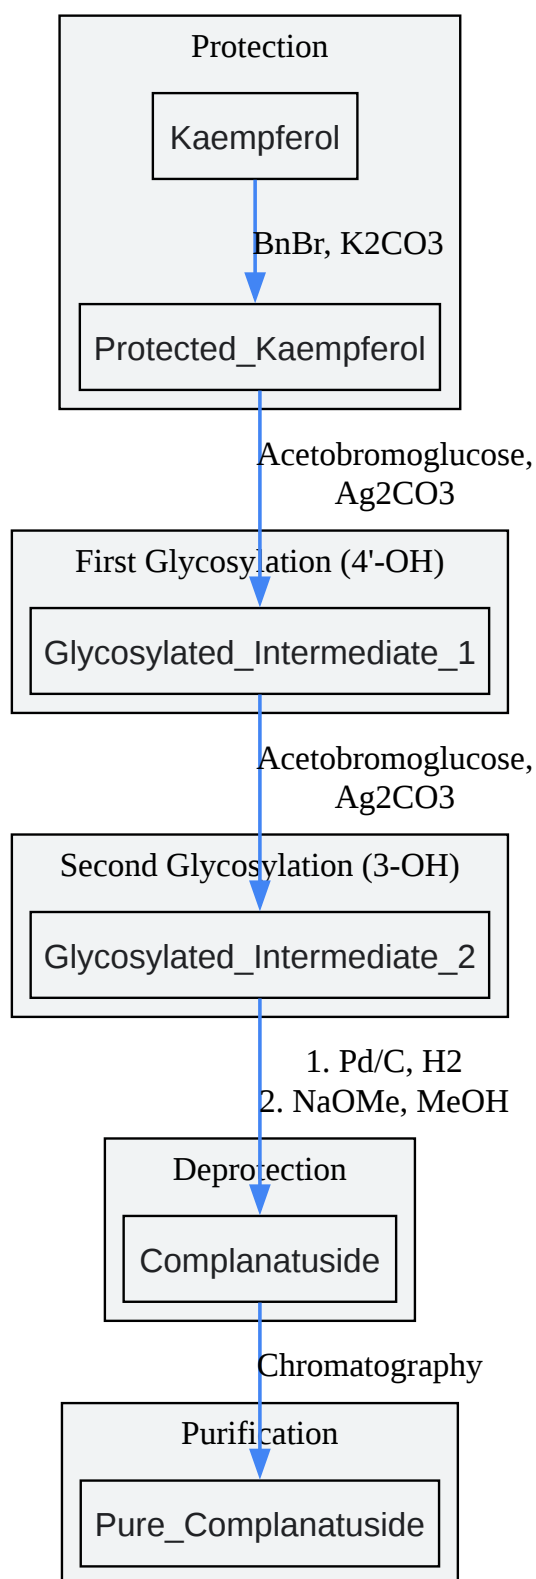 Protection
Kaempferol
BnBr, K2CO3
Protected_Kaempferol
Acetobromoglucose,
Ag2CO3
First Glycosylation (4'-OH)
Glycosylated_Intermediate_1
Acetobromoglucose,
Ag2CO3
Second Glycosylation (3-OH)
Glycosylated_Intermediate_2
1. Pd/C, H2
2. NaOMe, MeOH
Deprotection
Complanatuside
Chromatography
Purification
Pure_Complanatuside